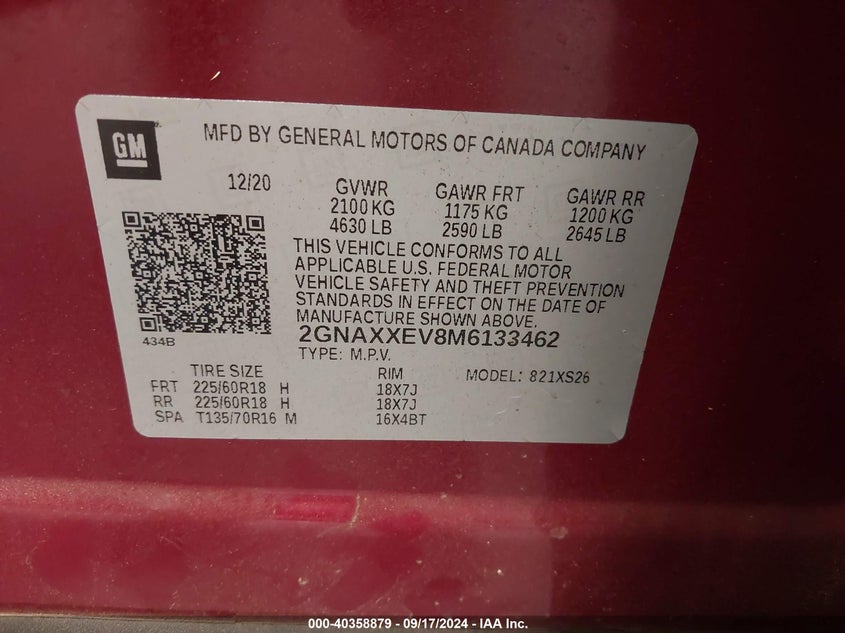 GM
MFD BY GENERAL MOTORS OF CANADA COMPANY
12/20 GVWR GAWR FRT GAWR RR
2100 KG 1175 KG 1200 KG
4630 LB 2590 LB 2645 LB
THIS VEHICLE CONFORMS TO ALL
APPLICABLE U.S. FEDERAL MOTOR
VEHICLE SAFETY AND THEFT PREVENTION
STANDARDS IN EFFECT ON THE DATE OF
MANUFACTURE SHOWN ABOVE.
434B 2GNAXXEV8M6133462
TYPE: M.P.V.
TIRE SIZE RIM MODEL: 821XS26
FRT 225/60R18 H 18X7J
RR 225/60R18 H 18X7J
SPA T135/70R16 M 16X4BT
000-40358879 - 09/17/2024 - IAA Inc.